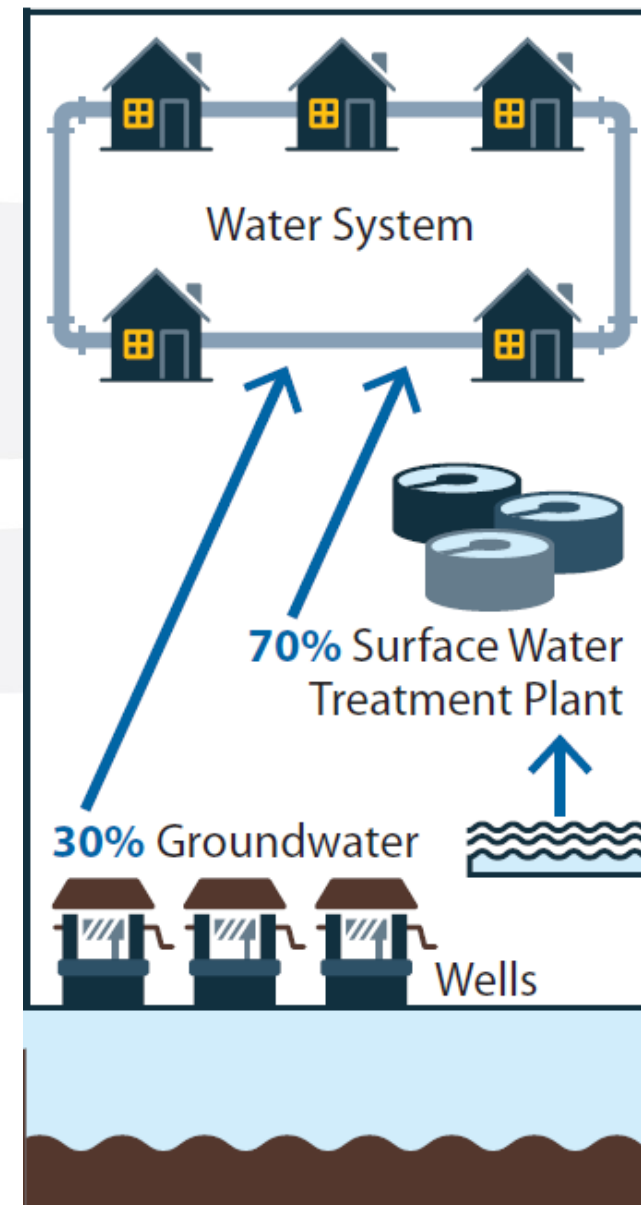 Water System
70% Surface Water
Treatment Plant
30% Groundwater
Wells